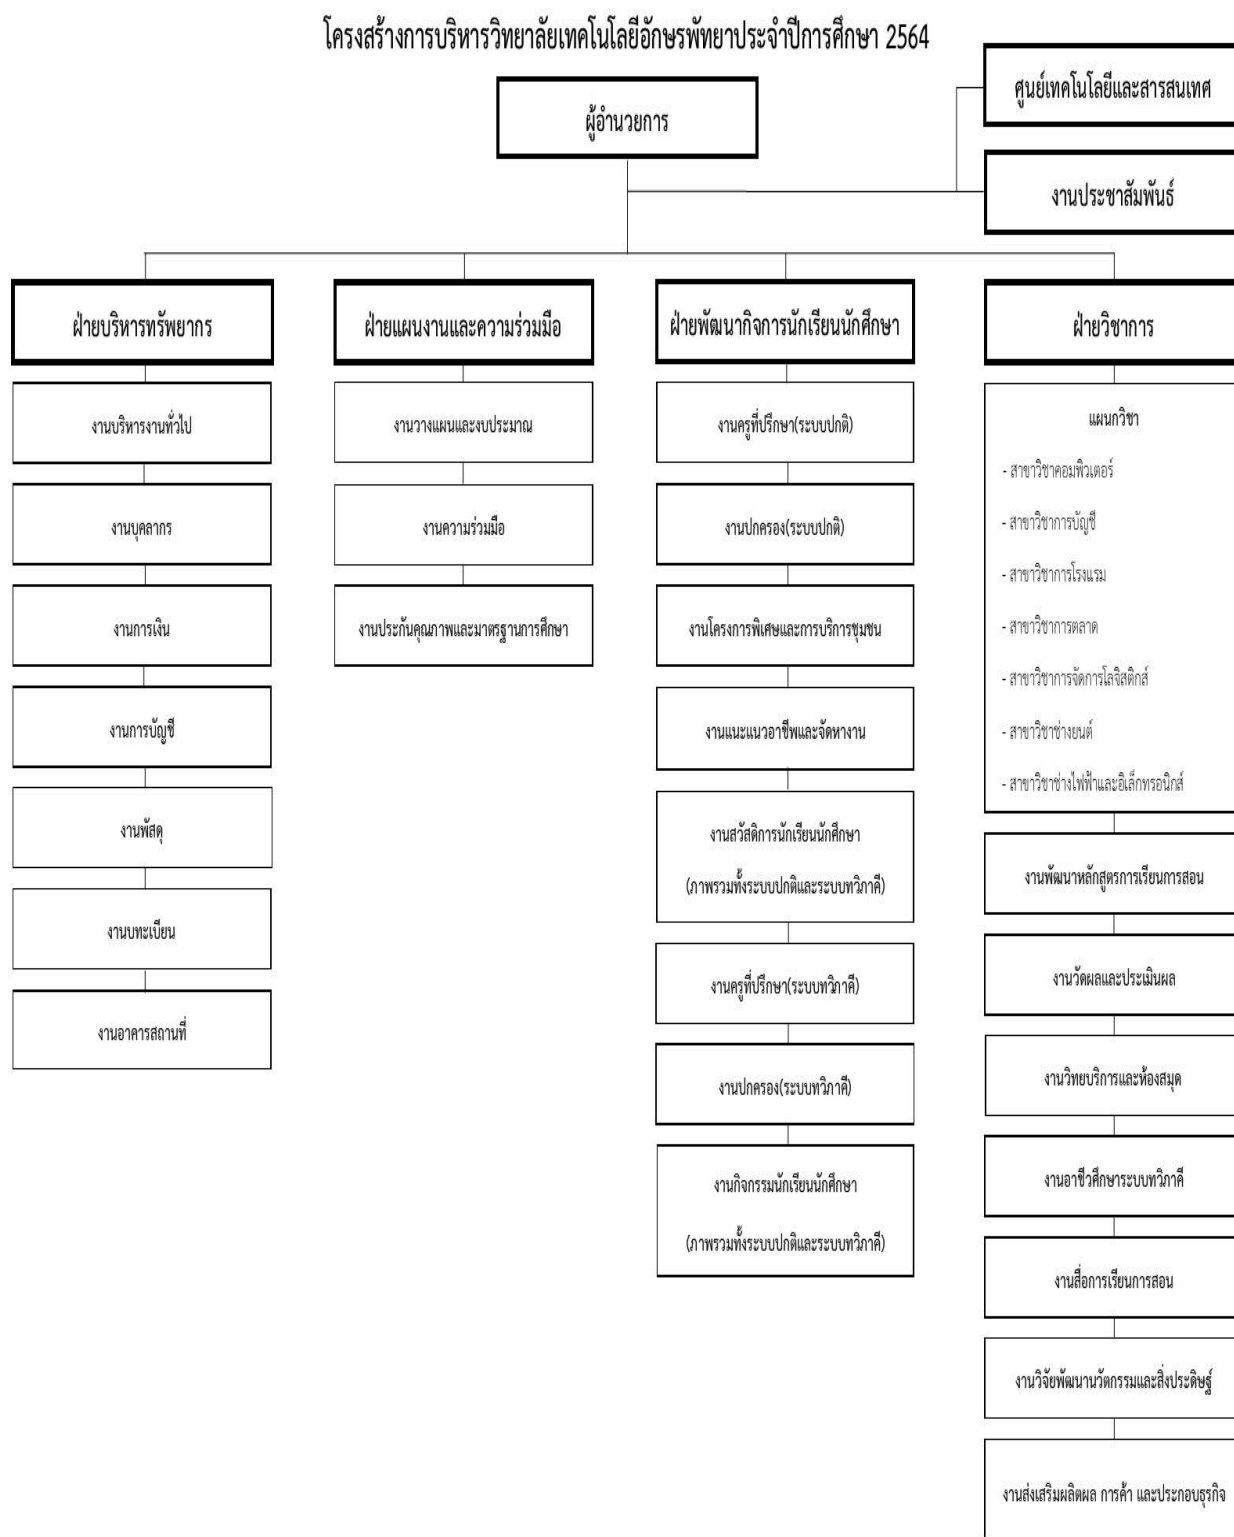 โครงสร้างการบริหารวิทยาลัยเทคโนโลยีอักษรพัทยาประจำปีการศึกษา 2564
ผู้อำนวยการ
ศูนย์เทคโนโลยีและสารสนเทศ
งานประชาสัมพันธ์
ฝ่ายบริหารทรัพยากร
งานบริหารงานทั่วไป
งานบุคลากร
งานการเงิน
งานการบัญชี
งานพัสดุ
งานบทะเบียน
งานอาคารสถานที่
ฝ่ายแผนงานและความร่วมมือ
งานวางแผนและงบประมาณ
งานความร่วมมือ
งานประกันคุณภาพและมาตรฐานการศึกษา
ฝ่ายพัฒนากิจการนักเรียนนักศึกษา
งานครูที่ปรึกษา(ระบบปกติ)
งานปกครอง(ระบบปกติ)
งานโครงการพิเศษและการบริการชุมชน
งานแนะแนวอาชีพและจัดหางาน
งานสวัสดิการนักเรียนนักศึกษา
(ภาพรวมทั้งระบบปกติและระบบทวิภาคี)
งานครูที่ปรึกษา(ระบบทวิภาคี)
งานปกครอง(ระบบทวิภาคี)
งานกิจกรรมนักเรียนนักศึกษา
(ภาพรวมทั้งระบบปกติและระบบทวิภาคี)
ฝ่ายวิชาการ
แผนกวิชา
- สาขาวิชาคอมพิวเตอร์
- สาขาวิชาการบัญชี
- สาขาวิชาการโรงแรม
- สาขาวิชาการตลาด
- สาขาวิชาการจัดการโลจิสติกส์
- สาขาวิชาช่างยนต์
- สาขาวิชาช่างไฟฟ้าและอิเล็กทรอนิกส์
งานพัฒนาหลักสูตรการเรียนการสอน
งานวัดผลและประเมินผล
งานวิทยบริการและห้องสมุด
งานอาชีวศึกษาระบบทวิภาคี
งานสื่อการเรียนการสอน
งานวิจัยพัฒนานวัตกรรมและสิ่งประดิษฐ์
งานส่งเสริมผลิตผล การค้า และประกอบธุรกิจ